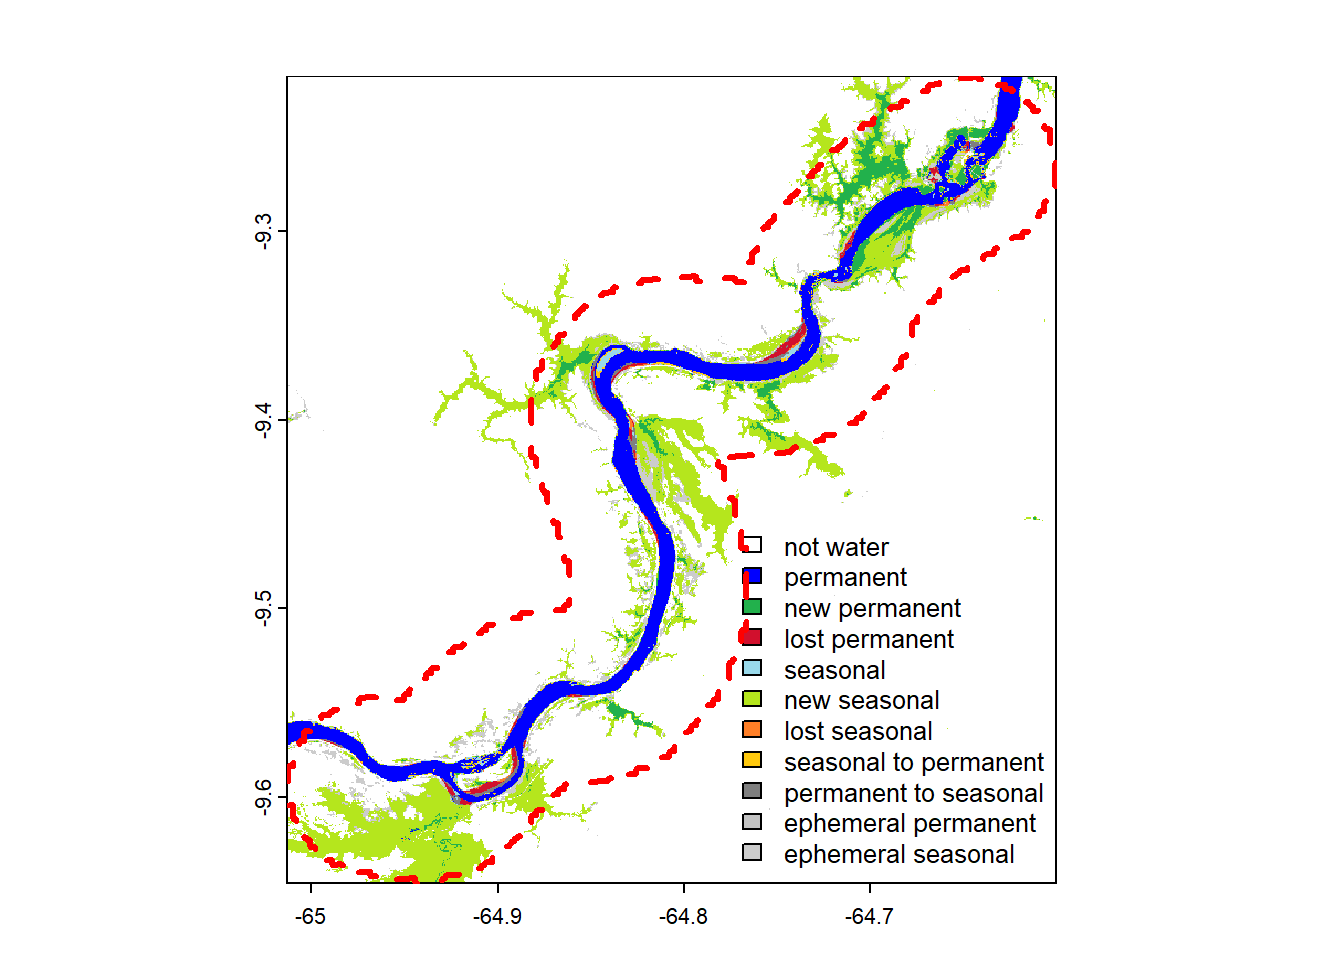 -9.3
-9.4
-9.5
-9.6
not water
permanent
new permanent
lost permanent
seasonal
new seasonal
lost seasonal
seasonal to permanent
permanent to seasonal
ephemeral permanent
ephemeral seasonal
-65 -64.9 -64.8 -64.7